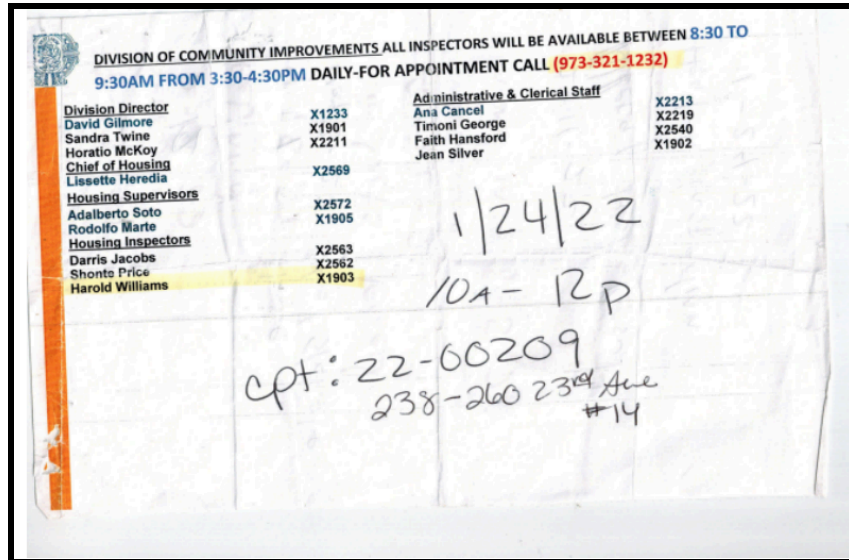 DIVISION OF COMMUNITY IMPROVEMENTS ALL INSPECTORS WILL BE AVAILABLE BETWEEN 8:30 TO
9:30AM FROM 3:30-4:30PM DAILY-FOR APPOINTMENT CALL (973-321-1232)
Division Director
David Gilmore X1233
Sandra Twine X1901
Horatio McKoy X2211
Chief of Housing
Lissette Heredia X2569
Housing Supervisors
Adalberto Soto X2572
Rodolfo Marte X1905
Housing Inspectors
Darris Jacobs X2563
Shonte Price X2562
Harold Williams X1903
Administrative & Clerical Staff
Ana Cancel X2213
Timoni George X2219
Faith Hansford X2540
Jean Silver X1902
1/24/22
10A - 12p
cpt: 22-00209
238-260 23rd Ave
#14